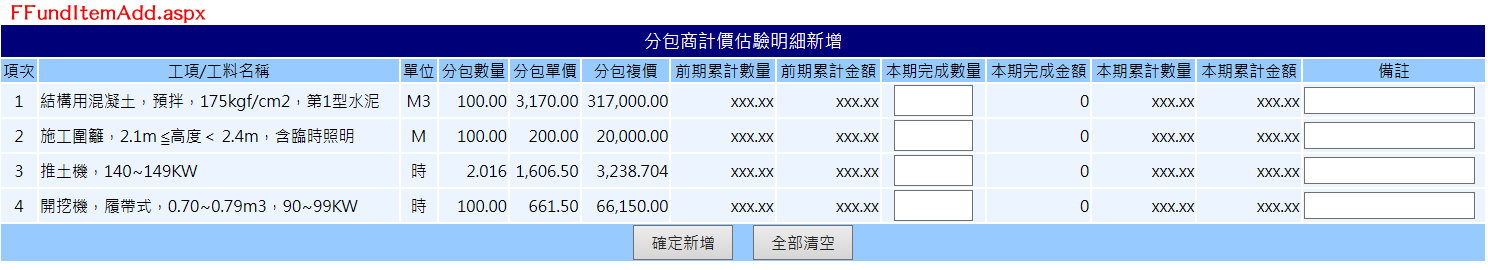 FFundItemAdd.aspx
分包商計價估驗明細新增
項次 工項/工料名稱 單位 分包數量 分包單價 分包複價 前期累計數量 前期累計金額 本期完成數量 本期完成金額 本期累計數量 本期累計金額 備註
1 結構用混凝土，預拌，175kgf/cm2，第1型水泥 M3 100.00 3,170.00 317,000.00 xxx.xx xxx.xx 0 xxx.xx xxx.xx
2 施工圍籬，2.1m≦高度< 2.4m，含臨時照明 M 100.00 200.00 20,000.00 xxx.xx xxx.xx 0 xxx.xx xxx.xx
3 推土機，140~149KW 時 2.016 1,606.50 3,238.704 xxx.xx xxx.xx 0 xxx.xx xxx.xx
4 開挖機，履帶式，0.70~0.79m3，90~99KW 時 100.00 661.50 66,150.00 xxx.xx xxx.xx 0 xxx.xx xxx.xx
確定新增 全部清空